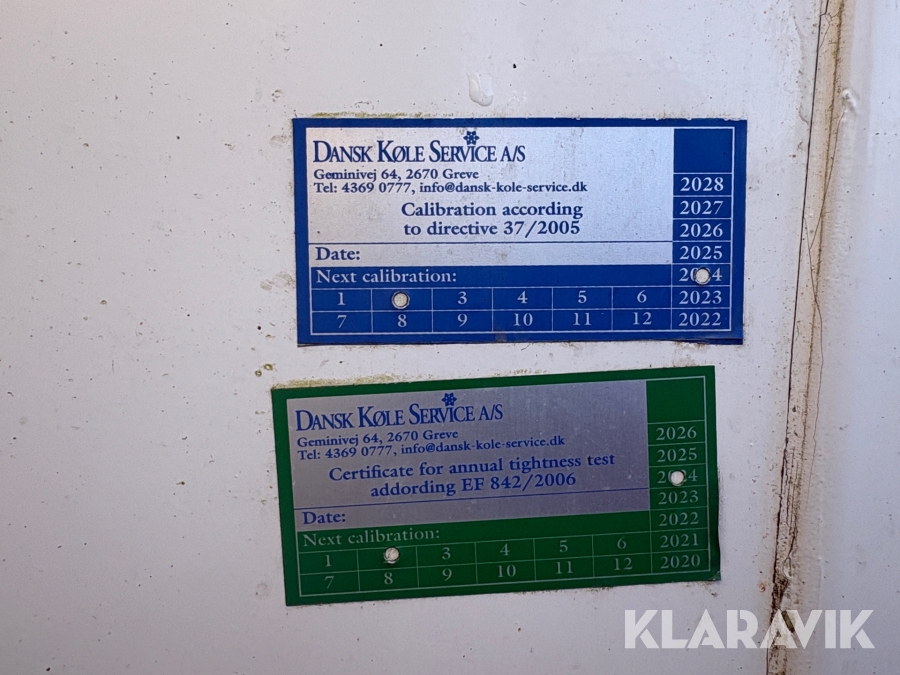 DANSK KØLE SERVICE A/S
Geminivej 64, 2670 Greve
Tel: 4369 0777, info@dansk-kole-service.dk
Calibration according
to directive 37/2005
Date:
Next calibration:
2028
2027
2026
2025
1 3 4 5 6 2023
7 8 9 10 11 12 2022
DANSK KØLE SERVICE A/S
Geminivej 64, 2670 Greve
Tel: 4369 0777, info@dansk-kole-service.dk
Certificate for annual tightness test
addording EF 842/2006
Date:
Next calibration:
2026
2025
2023
2022
1 3 4 5 6 2021
7 8 9 10 11 12 2020
KLARAVIK